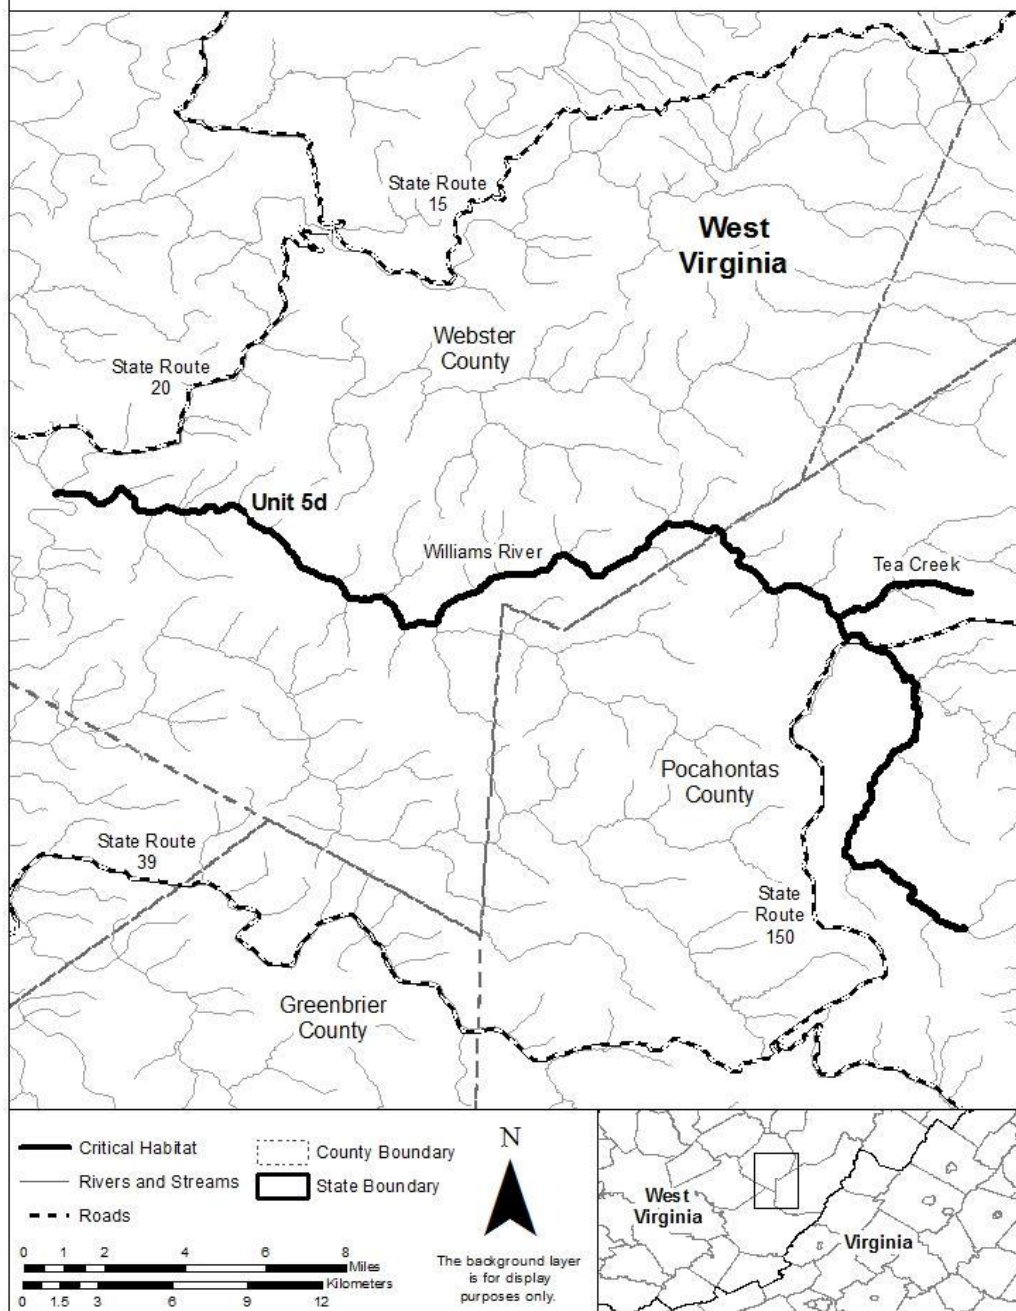 State Route
15
West
Virginia
Webster
County
State Route
20
Unit 5d
Williams River
Tea Creek
Pocahontas
County
State Route
39
State
Route
150
Greenbrier
County
Critical Habitat
Rivers and Streams
Roads
County Boundary
State Boundary
0 1 2 4 6 8
Miles
Kilometers
0 1.5 3 6 9 12
N
The background layer
is for display
purposes only.
West
Virginia
Virginia